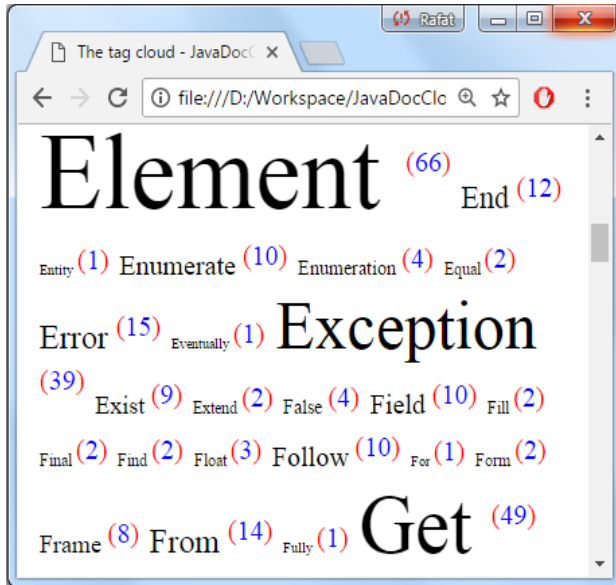 Rafat
The tag cloud - JavaDocC
file:///D:/Workspace/JavaDocClo
Element (66) End (12)
Entity (1) Enumerate (10) Enumeration (4) Equal (2)
Error (15) Eventually (1) Exception
(39) Exist (9) Extend (2) False (4) Field (10) Fill (2)
Final (2) Find (2) Float (3) Follow (10) For (1) Form (2)
Frame (8) From (14) Fully (1) Get (49)